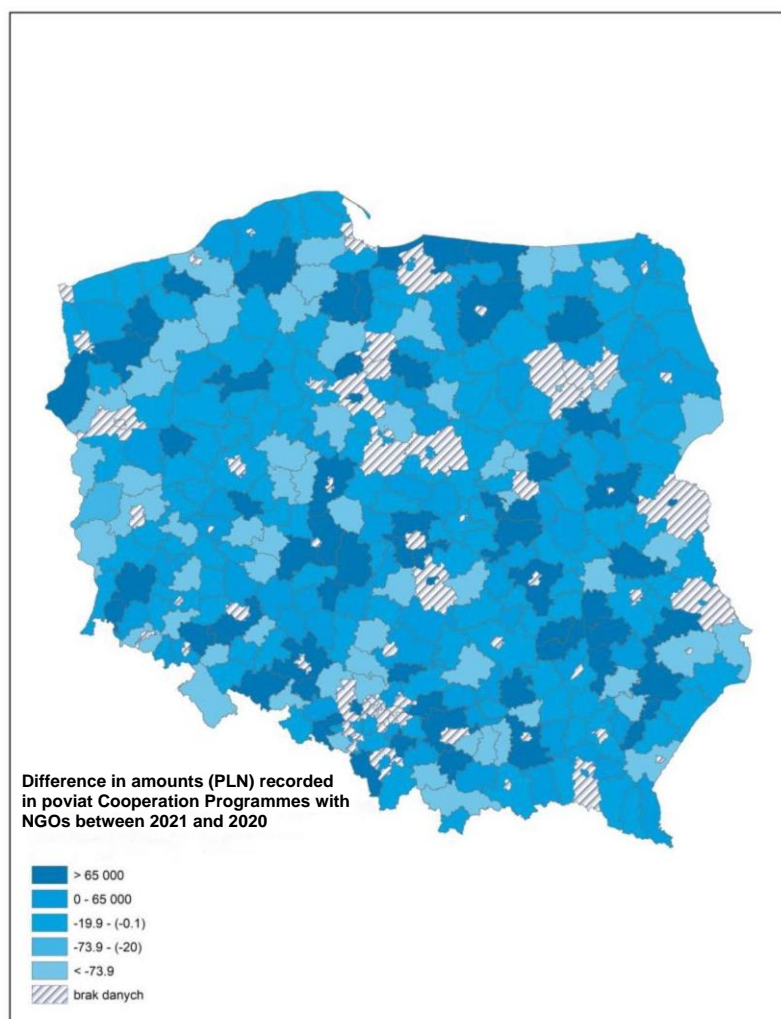 Difference in amounts (PLN) recorded
in poviat Cooperation Programmes with
NGOs between 2021 and 2020
> 65 000
0 - 65 000
-19.9 - (-0.1)
-73.9 - (-20)
< -73.9
brak danych